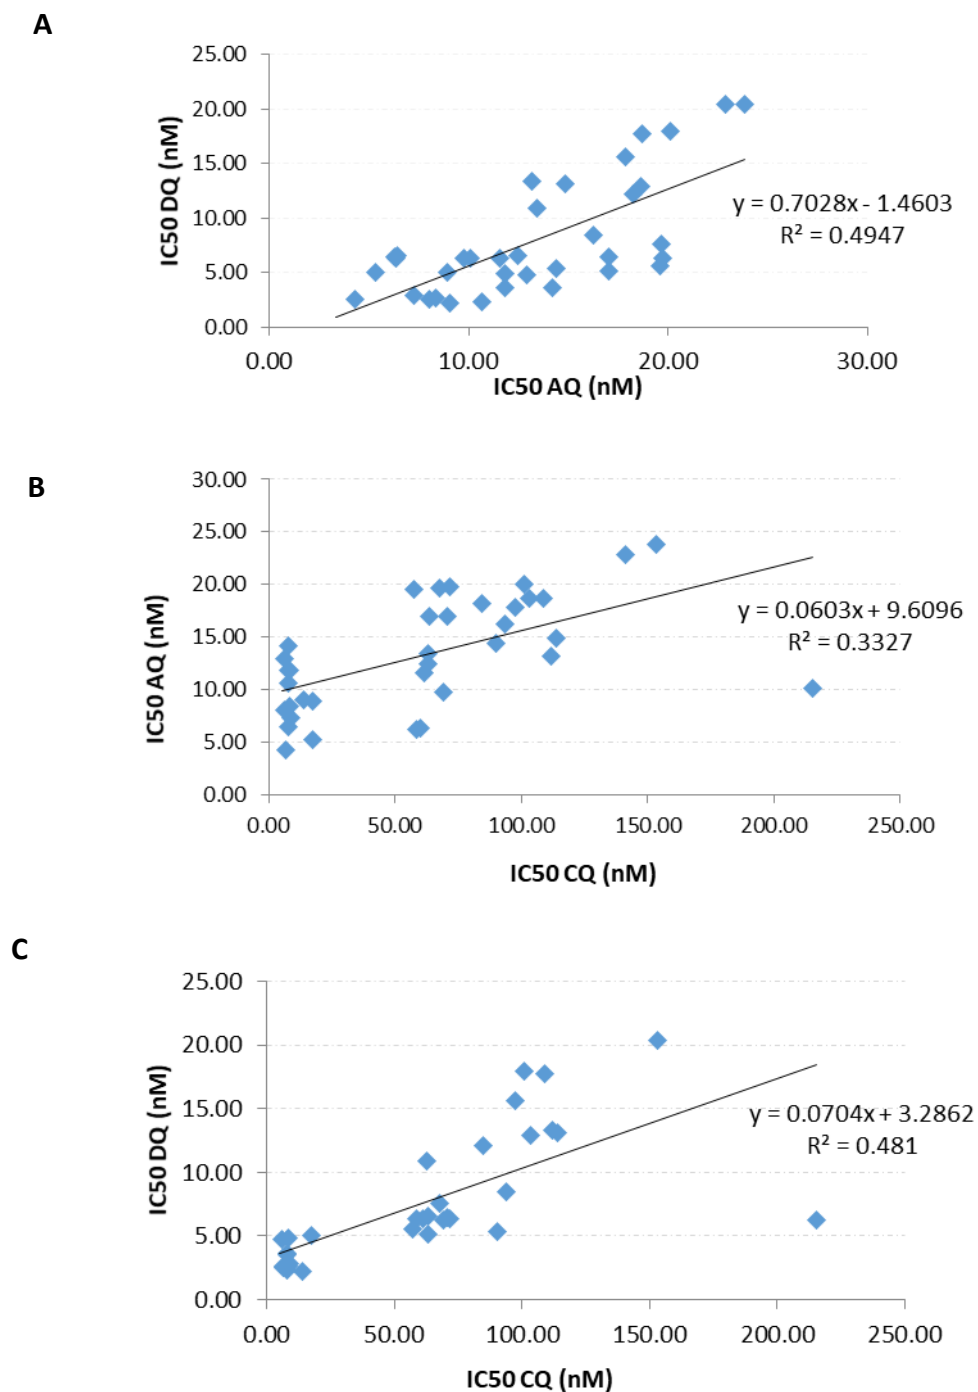 A
25.00
20.00
15.00
10.00
5.00
0.00
IC50 DQ (nM)
y = 0.7028x - 1.4603
R² = 0.4947
0.00 10.00 20.00 30.00
IC50 AQ (nM)
B
30.00
25.00
20.00
15.00
10.00
5.00
0.00
IC50 AQ (nM)
y = 0.0603x + 9.6096
R² = 0.3327
0.00 50.00 100.00 150.00 200.00 250.00
IC50 CQ (nM)
C
25.00
20.00
15.00
10.00
5.00
0.00
IC50 DQ (nM)
y = 0.0704x + 3.2862
R² = 0.481
0.00 50.00 100.00 150.00 200.00 250.00
IC50 CQ (nM)